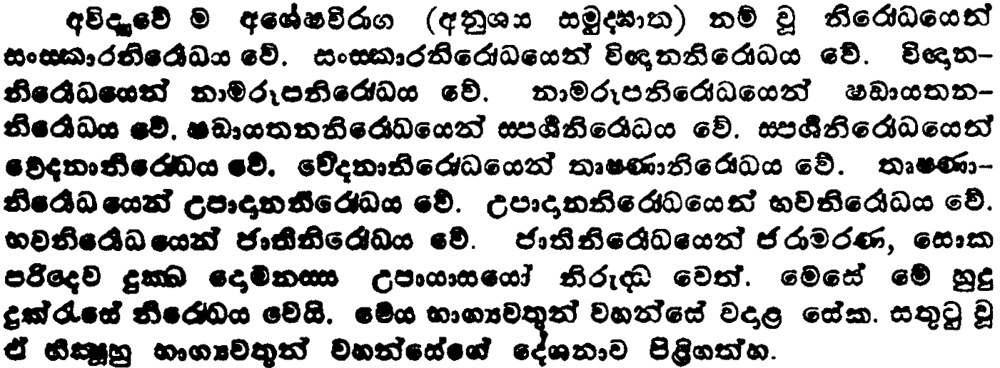 අවිද්‍යාවේ ම අශේෂවිරාග (අනුශය සමුද්ඝාත) නම් වූ නිරෝධයෙන්
සංස්කාරනිරෝධය වේ. සංස්කාරනිරෝධයෙන් විඥානනිරෝධය වේ. විඥාන-
නිරෝධයෙන් නාමරූපනිරෝධය වේ. නාමරූපනිරෝධයෙන් ෂඩායතන-
නිරෝධය වේ. ෂඩායතනනිරෝධයෙන් ස්පර්‍ශනිරෝධය වේ. ස්පර්‍ශනිරෝධයෙන්
වේදනානිරෝධය වේ. වේදනානිරෝධයෙන් තෘෂ්ණානිරෝධය වේ. තෘෂ්ණා-
නිරෝධයෙන් උපාදානනිරෝධය වේ. උපාදානනිරෝධයෙන් භවනිරෝධය වේ.
භවනිරෝධයෙන් ජාතිනිරෝධය වේ. ජාතිනිරෝධයෙන් ජරාමරණ, සොක
පරිදෙව දුක්ඛ දොමනස්ස උපායාසයෝ නිරුද්ධ වෙත්. මෙසේ මේ හුදු
දුක්රැසේ නිරෝධය වෙයි. මෙය භාග්‍යවතුන් වහන්සේ වදාළ සේක. සතුටු වූ
ඒ භික්‍ෂූහු භාග්‍යවතුන් වහන්සේගේ දේශනාව පිළිගත්හ.